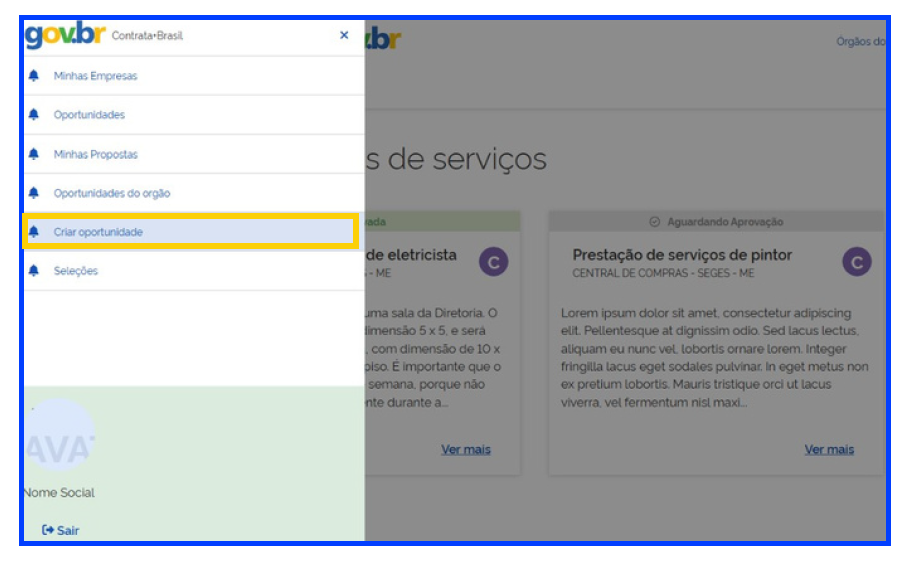 gov.br Contrata+Brasil ×
Minhas Empresas
Oportunidades
Minhas Propostas
Oportunidades do orgão
Criar oportunidade
Seleções
AVA
Nome Social
Sair
.br
Orgãos do
s de serviços
vada
de eletricista
C
- ME
uma sala da Diretoria. O
dimensão 5 x 5, e será
, com dimensão de 10 x
piso. É importante que o
semana, porque não
nte durante a...
Ver mais
Aguardando Aprovação
Prestação de serviços de pintor
C
CENTRAL DE COMPRAS - SEGES - ME
Lorem ipsum dolor sit amet, consectetur adipiscing
elit. Pellentesque at dignissim odio. Sed lacus lectus,
aliquam eu nunc vel, lobortis ornare lorem. Integer
fringilla lacus eget sodales pulvinar. In eget metus non
ex pretium lobortis. Mauris tristique orci ut lacus
viverra, vel fermentum nisl maxi...
Ver mais